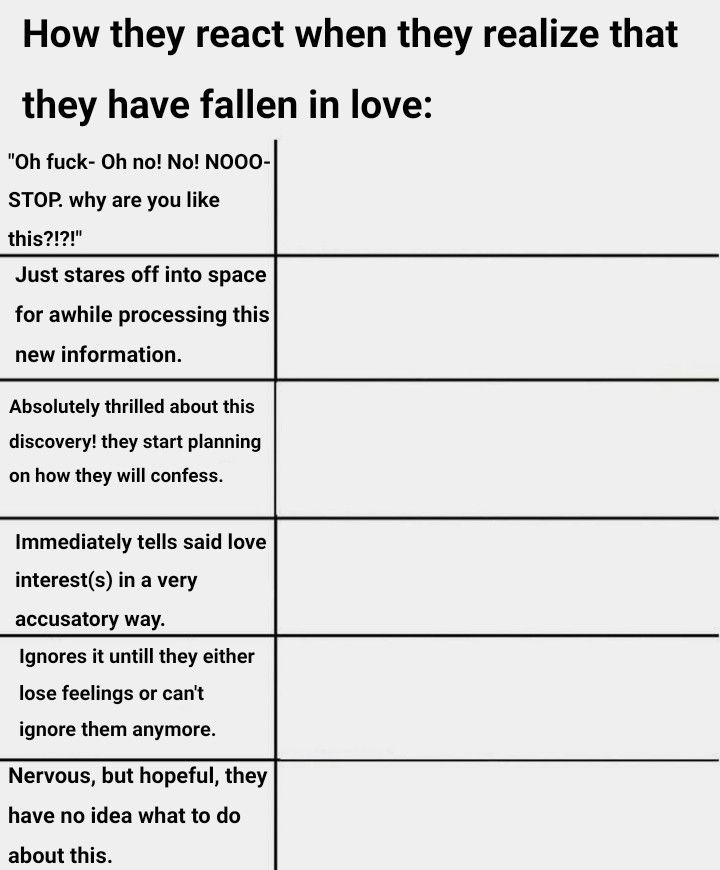 How they react when they realize that
they have fallen in love:
"Oh fuck- Oh no! No! NOOO-
STOP. why are you like
this?!?!"
Just stares off into space
for awhile processing this
new information.
Absolutely thrilled about this
discovery! they start planning
on how they will confess.
Immediately tells said love
interest(s) in a very
accusatory way.
Ignores it untill they either
lose feelings or can't
ignore them anymore.
Nervous, but hopeful, they
have no idea what to do
about this.